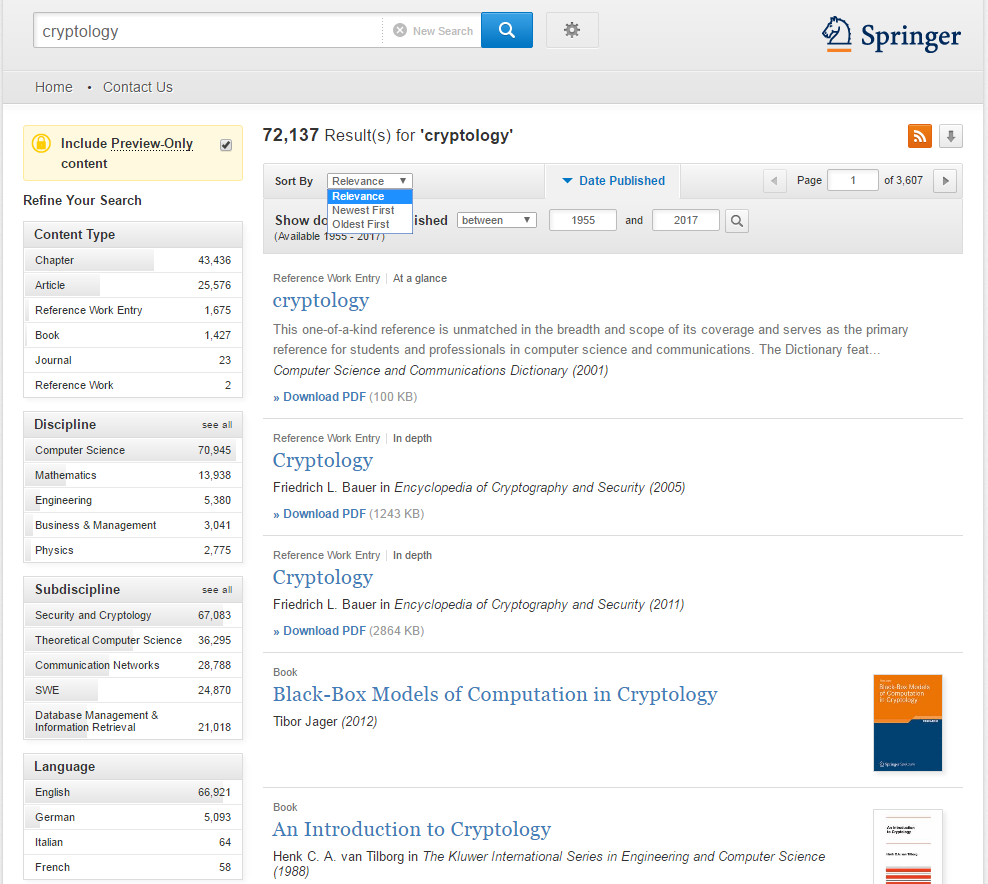 cryptology
New Search
Springer
Home • Contact Us
Include Preview-Only
content
Refine Your Search
Content Type
Chapter 43,436
Article 25,576
Reference Work Entry 1,675
Book 1,427
Journal 23
Reference Work 2
Discipline see all
Computer Science 70,945
Mathematics 13,938
Engineering 5,380
Business & Management 3,041
Physics 2,775
Subdiscipline see all
Security and Cryptology 67,083
Theoretical Computer Science 36,295
Communication Networks 28,788
SWE 24,870
Database Management &
Information Retrieval 21,018
Language
English 66,921
German 5,093
Italian 64
French 58
72,137 Result(s) for 'cryptology'
Sort By Relevance
Relevance
Newest First
Oldest First
Date Published
Page 1 of 3,607
Show do ished between 1955 and 2017
(Available 1955 - 2017)
Reference Work Entry At a glance
cryptology
This one-of-a-kind reference is unmatched in the breadth and scope of its coverage and serves as the primary
reference for students and professionals in computer science and communications. The Dictionary feat...
Computer Science and Communications Dictionary (2001)
» Download PDF (100 KB)
Reference Work Entry In depth
Cryptology
Friedrich L. Bauer in Encyclopedia of Cryptography and Security (2005)
» Download PDF (1243 KB)
Reference Work Entry In depth
Cryptology
Friedrich L. Bauer in Encyclopedia of Cryptography and Security (2011)
» Download PDF (2864 KB)
Book
Black-Box Models of Computation in Cryptology
Tibor Jager (2012)
Black-Box Models
of Computation
in Cryptology
Book
An Introduction to Cryptology
Henk C. A. van Tilborg in The Kluwer International Series in Engineering and Computer Science
(1988)
An Introduction
to Cryptology